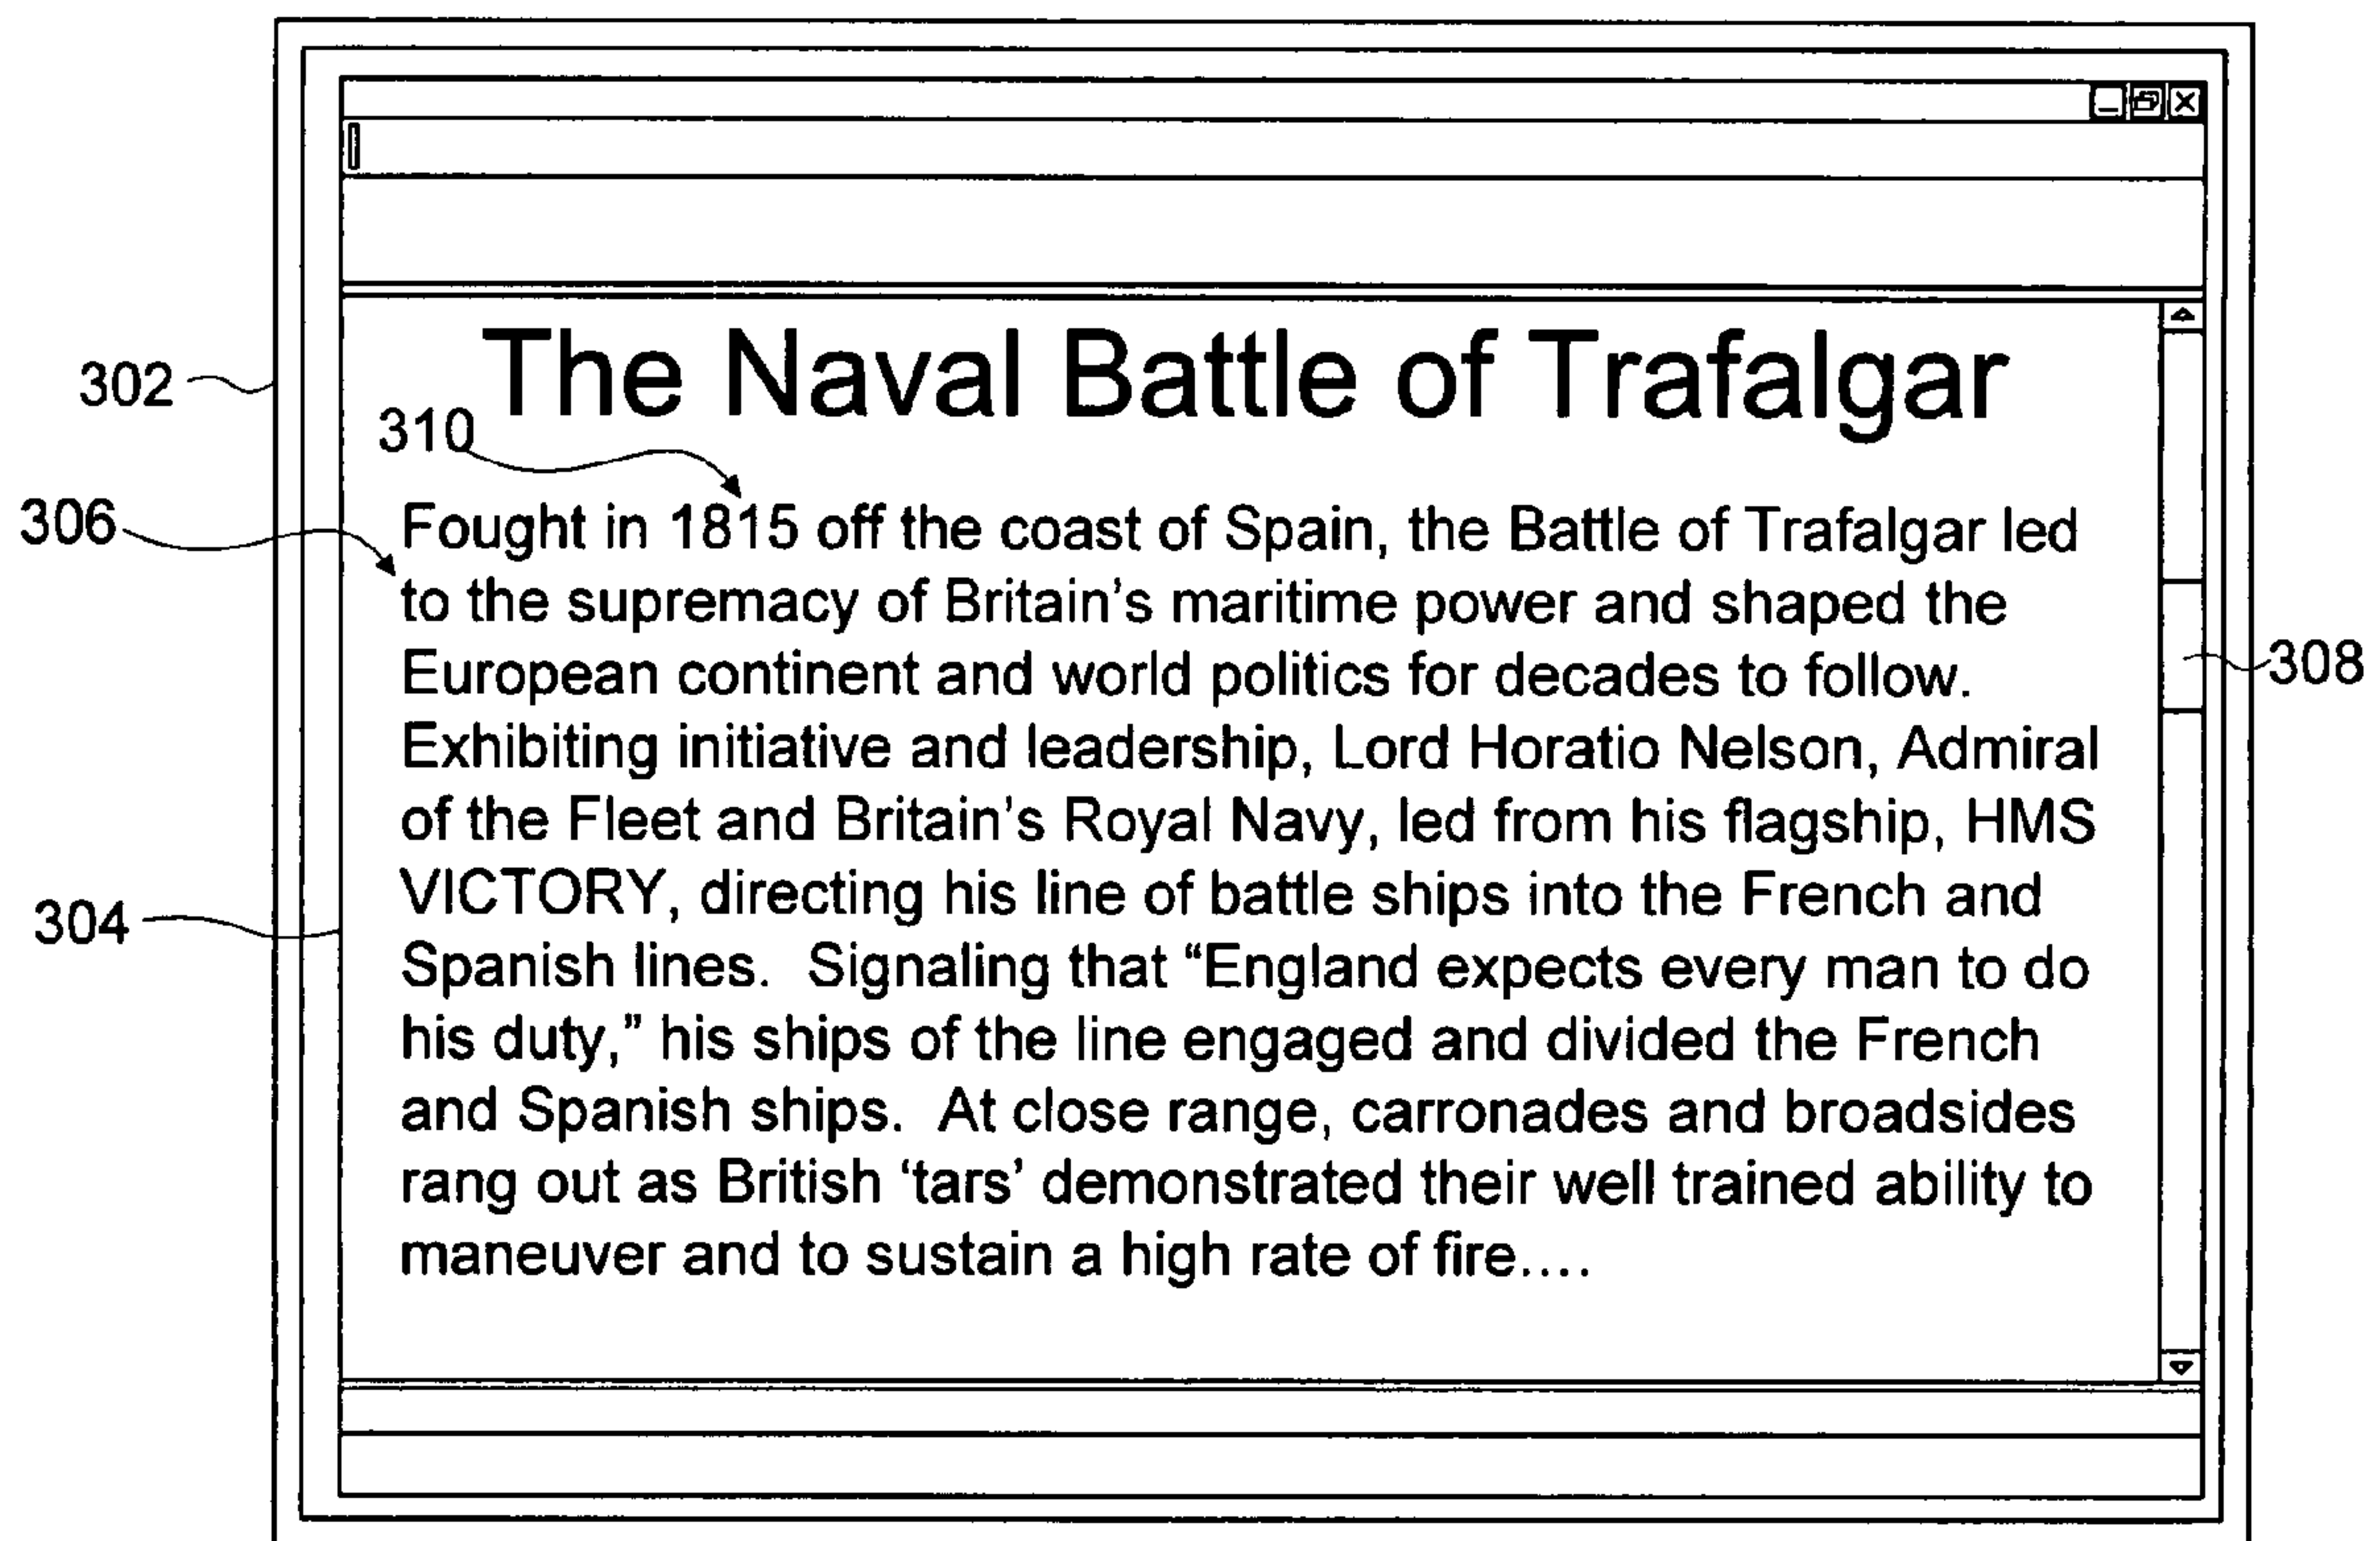 The Naval Battle of Trafalgar
302
310
306
Fought in 1815 off the coast of Spain, the Battle of Trafalgar led
to the supremacy of Britain’s maritime power and shaped the
European continent and world politics for decades to follow.
308
Exhibiting initiative and leadership, Lord Horatio Nelson, Admiral
of the Fleet and Britain’s Royal Navy, led from his flagship, HMS
VICTORY, directing his line of battle ships into the French and
304
Spanish lines.  Signaling that “England expects every man to do
his duty,” his ships of the line engaged and divided the French
and Spanish ships.  At close range, carronades and broadsides
rang out as British ‘tars’ demonstrated their well trained ability to
maneuver and to sustain a high rate of fire….